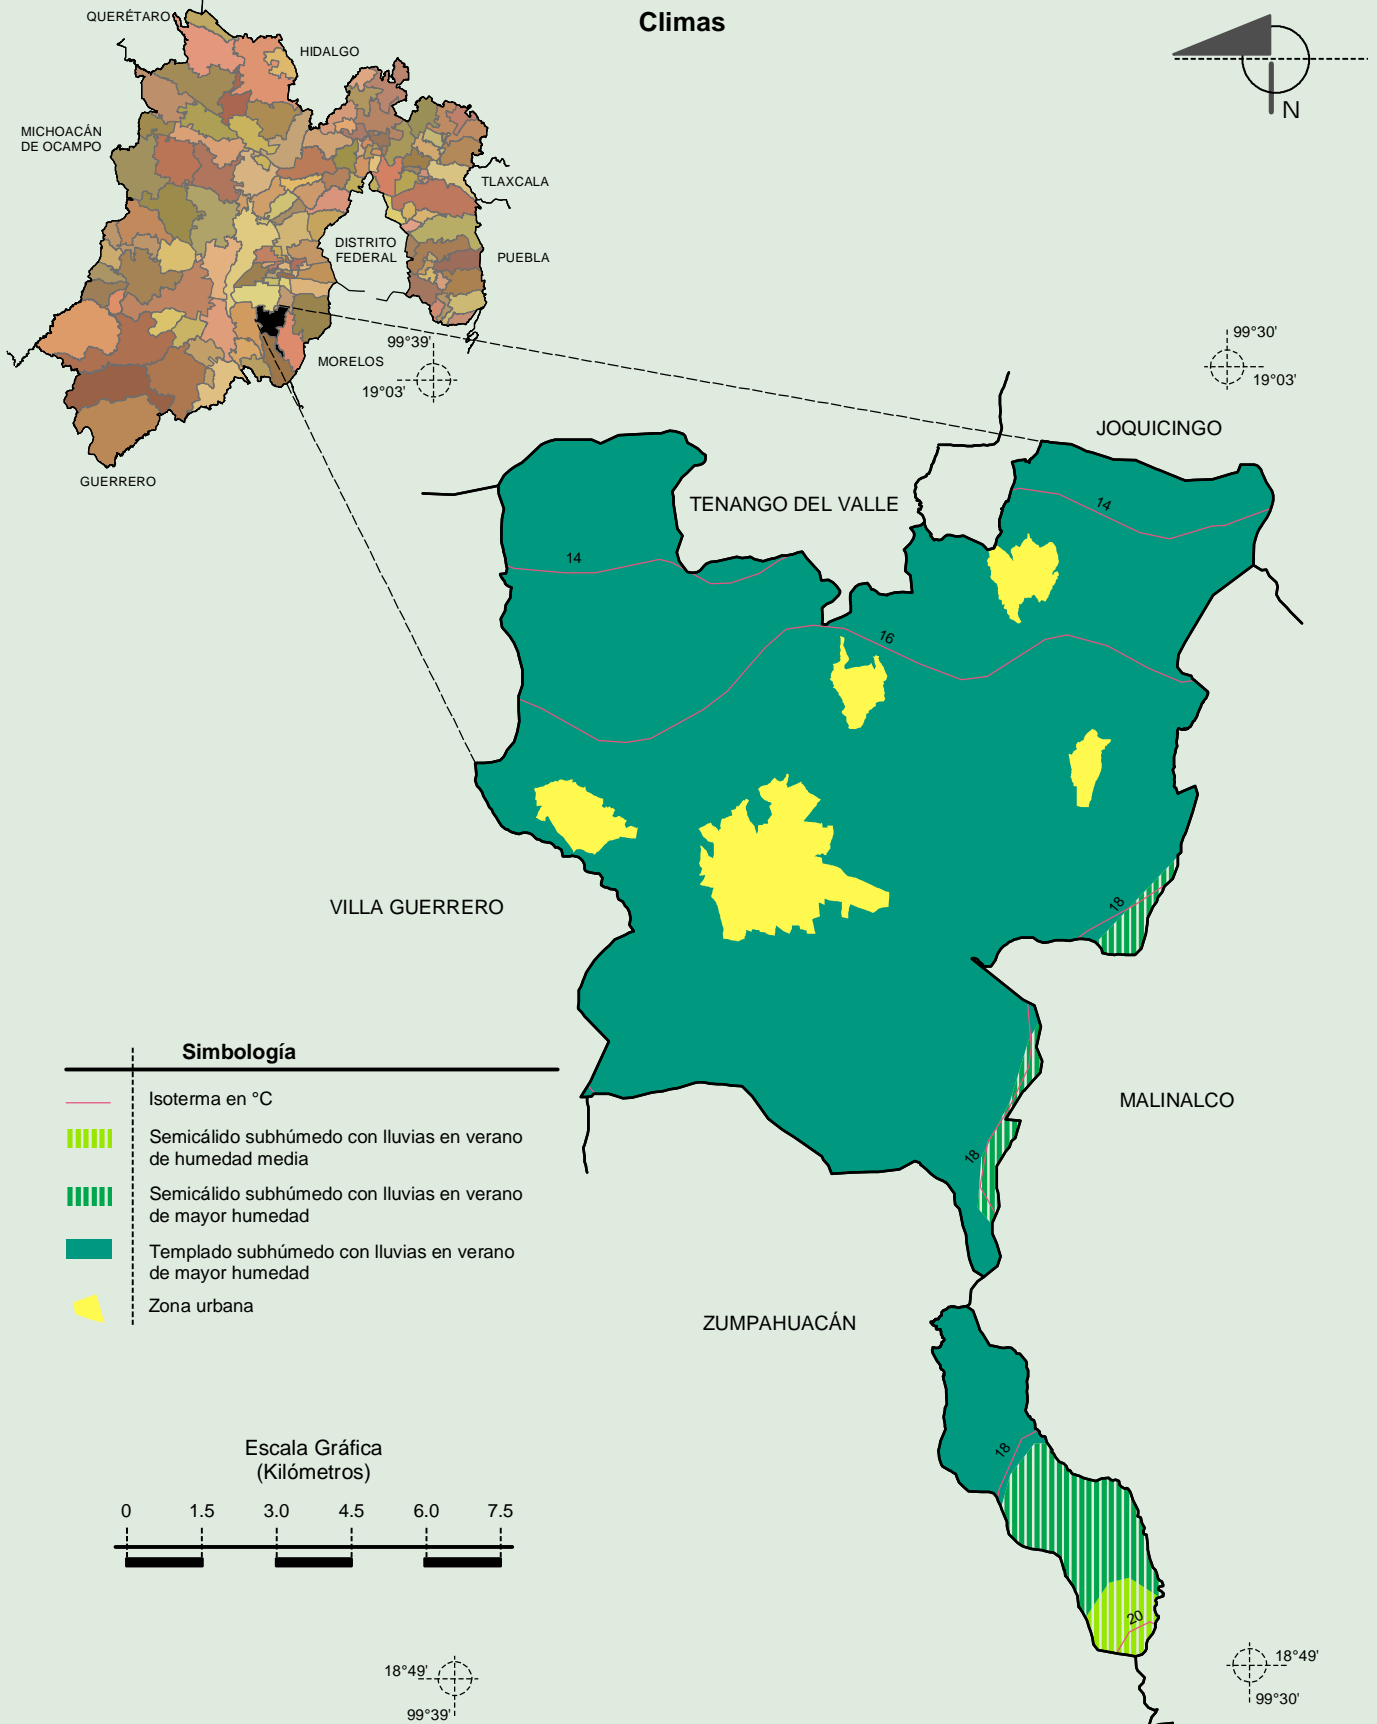 Climas
QUERÉTARO
HIDALGO
MICHOACÁN
DE OCAMPO
TLAXCALA
DISTRITO
FEDERAL
PUEBLA
MORELOS
GUERRERO
N
99°39'
19°03'
99°30'
19°03'
JOQUICINGO
TENANGO DEL VALLE
14
14
16
VILLA GUERRERO
18
MALINALCO
18
ZUMPAHUACÁN
18
20
Simbología
Isoterma en °C
Semicálido subhúmedo con lluvias en verano
de humedad media
Semicálido subhúmedo con lluvias en verano
de mayor humedad
Templado subhúmedo con lluvias en verano
de mayor humedad
Zona urbana
Escala Gráfica
(Kilómetros)
0 1.5 3.0 4.5 6.0 7.5
18°49'
99°39'
18°49'
99°30'